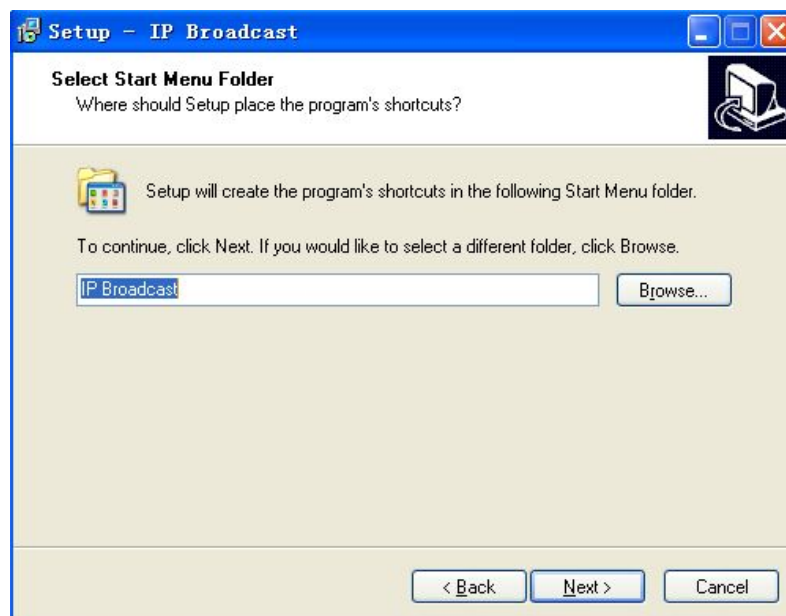 Setup - IP Broadcast
Select Start Menu Folder
Where should Setup place the program's shortcuts?
Setup will create the program's shortcuts in the following Start Menu folder.
To continue, click Next. If you would like to select a different folder, click Browse.
IP Broadcast
Browse...
< Back
Next >
Cancel